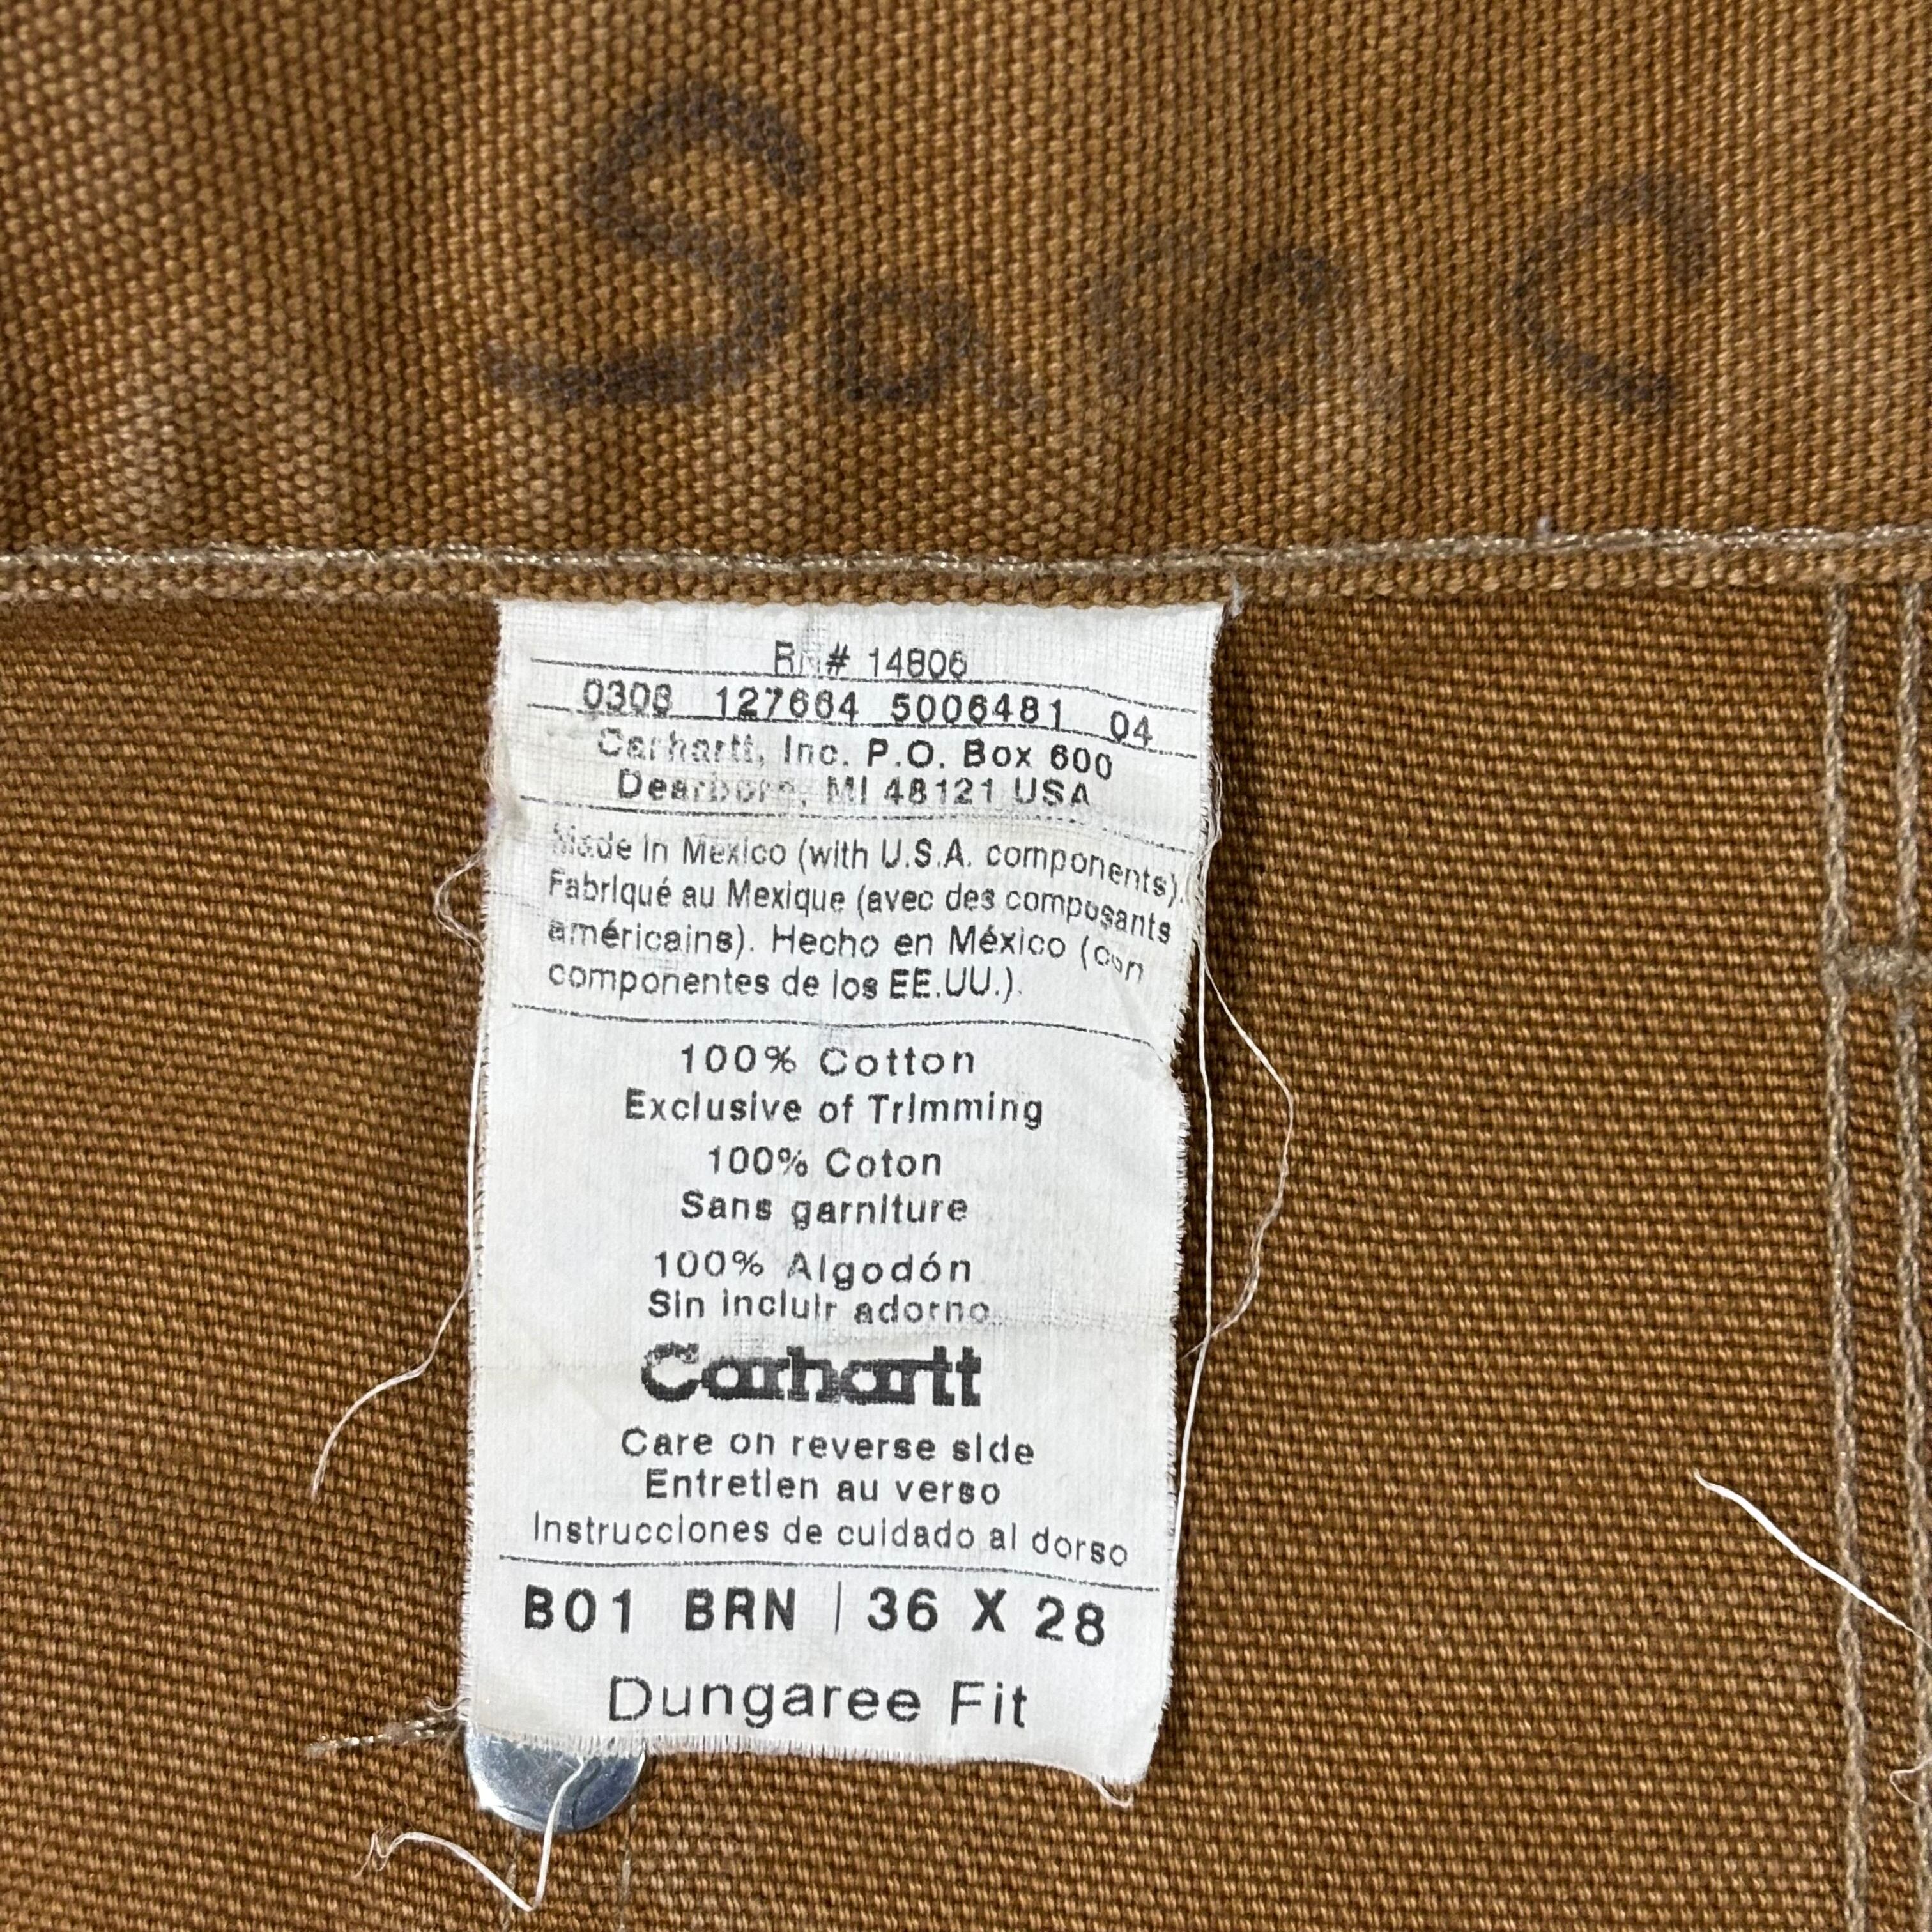 RN# 14806
0308 127664 5006481 04
Carhartt, Inc. P.O. Box 600
Dearborn, MI 48121 USA
Made in Mexico (with U.S.A. components).
Fabriqué au Mexique (avec des composants
américains). Hecho en México (con
componentes de los EE.UU.).
100% Cotton
Exclusive of Trimming
100% Coton
Sans garniture
100% Algodón
Sin incluir adorno
Carhartt
Care on reverse side
Entretien au verso
Instrucciones de cuidado al dorso
B01 BRN | 36 X 28
Dungaree Fit